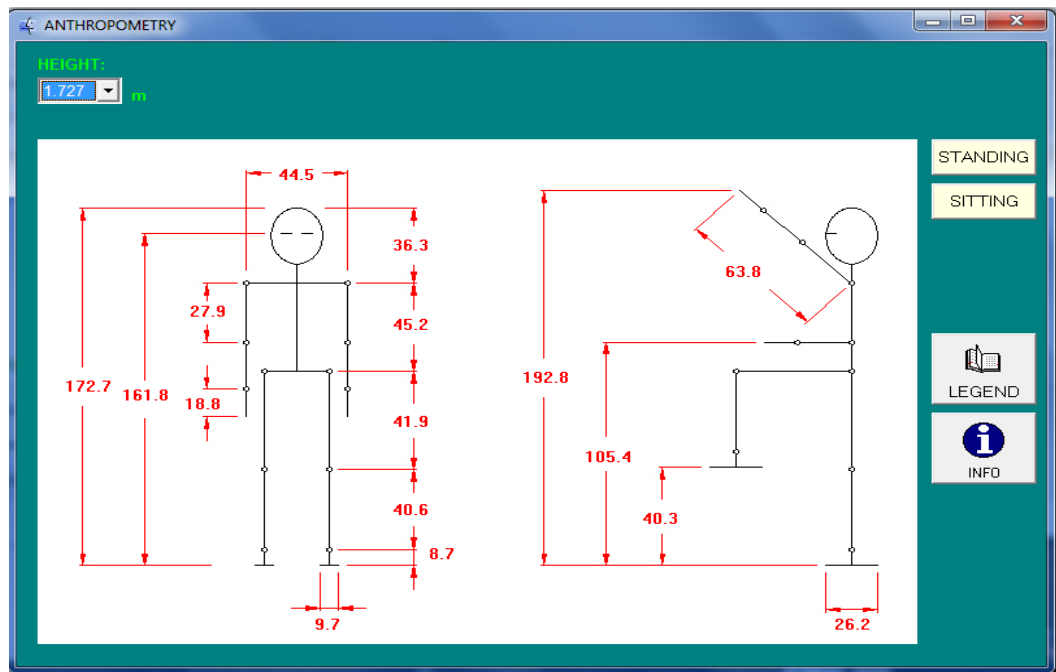 ANTHROPOMETRY
HEIGHT:
1.727 m
STANDING
SITTING
44.5
36.3
27.9
45.2
172.7
161.8
18.8
41.9
40.6
8.7
9.7
63.8
192.8
105.4
40.3
26.2
LEGEND
INFO